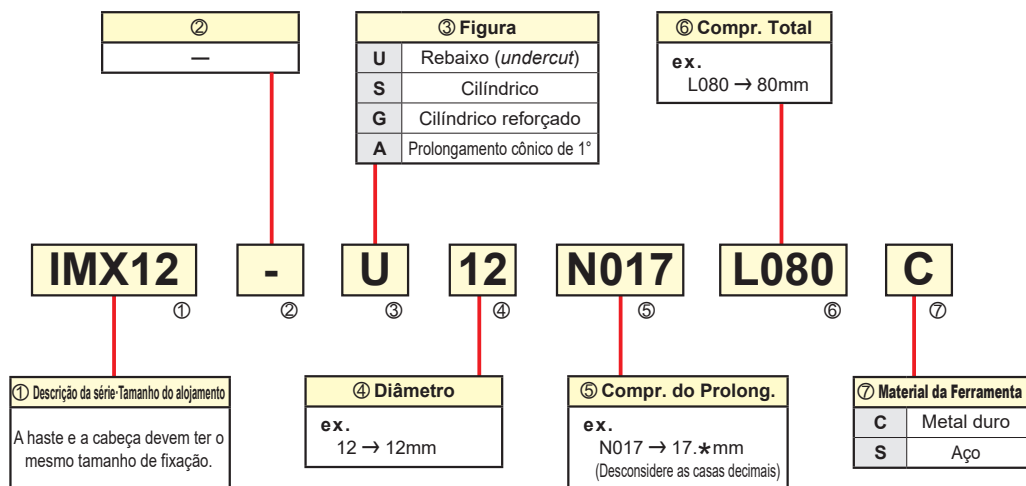 ②
—
③ Figura
U Rebaixo (undercut)
S Cilíndrico
G Cilíndrico reforçado
A Prolongamento cônico de 1°
⑥ Compr. Total
ex.
L080 → 80mm
IMX12 - U 12 N017 L080 C
① ② ③ ④ ⑤ ⑥ ⑦
① Descrição da série·Tamanho do alojamento
A haste e a cabeça devem ter o
mesmo tamanho de fixação.
④ Diâmetro
ex.
12 → 12mm
⑤ Compr. do Prolong.
ex.
N017 → 17.★mm
(Desconsidere as casas decimais)
⑦ Material da Ferramenta
C Metal duro
S Aço